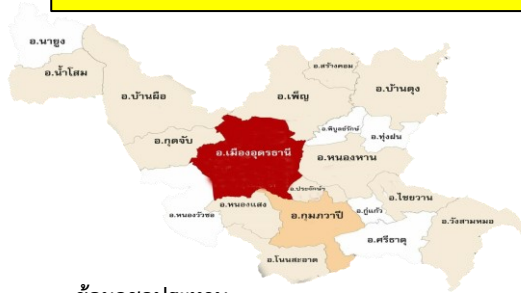 อ.นายูง
อ.น้ำโสม
อ.บ้านผือ
อ.สร้างคอม
อ.บ้านดุง
อ.เพ็ญ
อ.พิบูลย์รักษ์
อ.ทุ่งฝน
อ.กุดจับ
อ.เมืองอุดรธานี
อ.หนองหาน
อ.ประจักษ์ฯ
อ.ไชยวาน
อ.หนองวัวซอ
อ.หนองแสง
อ.กุมภวาปี
อ.กู่แก้ว
อ.วังสามหมอ
อ.ศรีธาตุ
อ.โนนสะอาด